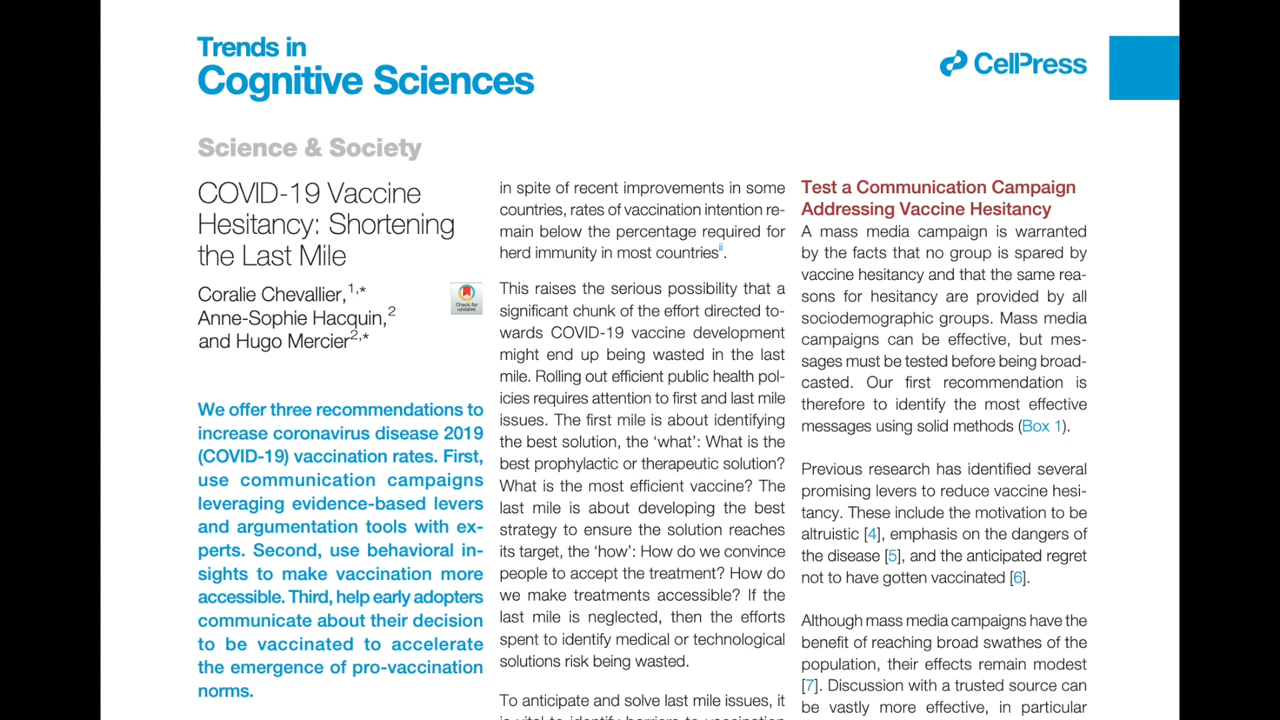 Trends in
Cognitive Sciences
CellPress
Science & Society
COVID-19 Vaccine
Hesitancy: Shortening
the Last Mile
Coralie Chevallier,1,*
Anne-Sophie Hacquin,2
and Hugo Mercier2,*
Check for
updates
We offer three recommendations to
increase coronavirus disease 2019
(COVID-19) vaccination rates. First,
use communication campaigns
leveraging evidence-based levers
and argumentation tools with ex-
perts. Second, use behavioral in-
sights to make vaccination more
accessible. Third, help early adopters
communicate about their decision
to be vaccinated to accelerate
the emergence of pro-vaccination
norms.
in spite of recent improvements in some
countries, rates of vaccination intention re-
main below the percentage required for
herd immunity in most countriesii.
This raises the serious possibility that a
significant chunk of the effort directed to-
wards COVID-19 vaccine development
might end up being wasted in the last
mile. Rolling out efficient public health pol-
icies requires attention to first and last mile
issues. The first mile is about identifying
the best solution, the ‘what’: What is the
best prophylactic or therapeutic solution?
What is the most efficient vaccine? The
last mile is about developing the best
strategy to ensure the solution reaches
its target, the ‘how’: How do we convince
people to accept the treatment? How do
we make treatments accessible? If the
last mile is neglected, then the efforts
spent to identify medical or technological
solutions risk being wasted.
To anticipate and solve last mile issues, it
is vital to identify barriers to vaccination
Test a Communication Campaign
Addressing Vaccine Hesitancy
A mass media campaign is warranted
by the facts that no group is spared by
vaccine hesitancy and that the same rea-
sons for hesitancy are provided by all
sociodemographic groups. Mass media
campaigns can be effective, but mes-
sages must be tested before being broad-
casted. Our first recommendation is
therefore to identify the most effective
messages using solid methods (Box 1).
Previous research has identified several
promising levers to reduce vaccine hesi-
tancy. These include the motivation to be
altruistic [4], emphasis on the dangers of
the disease [5], and the anticipated regret
not to have gotten vaccinated [6].
Although mass media campaigns have the
benefit of reaching broad swathes of the
population, their effects remain modest
[7]. Discussion with a trusted source can
be vastly more effective, in particular